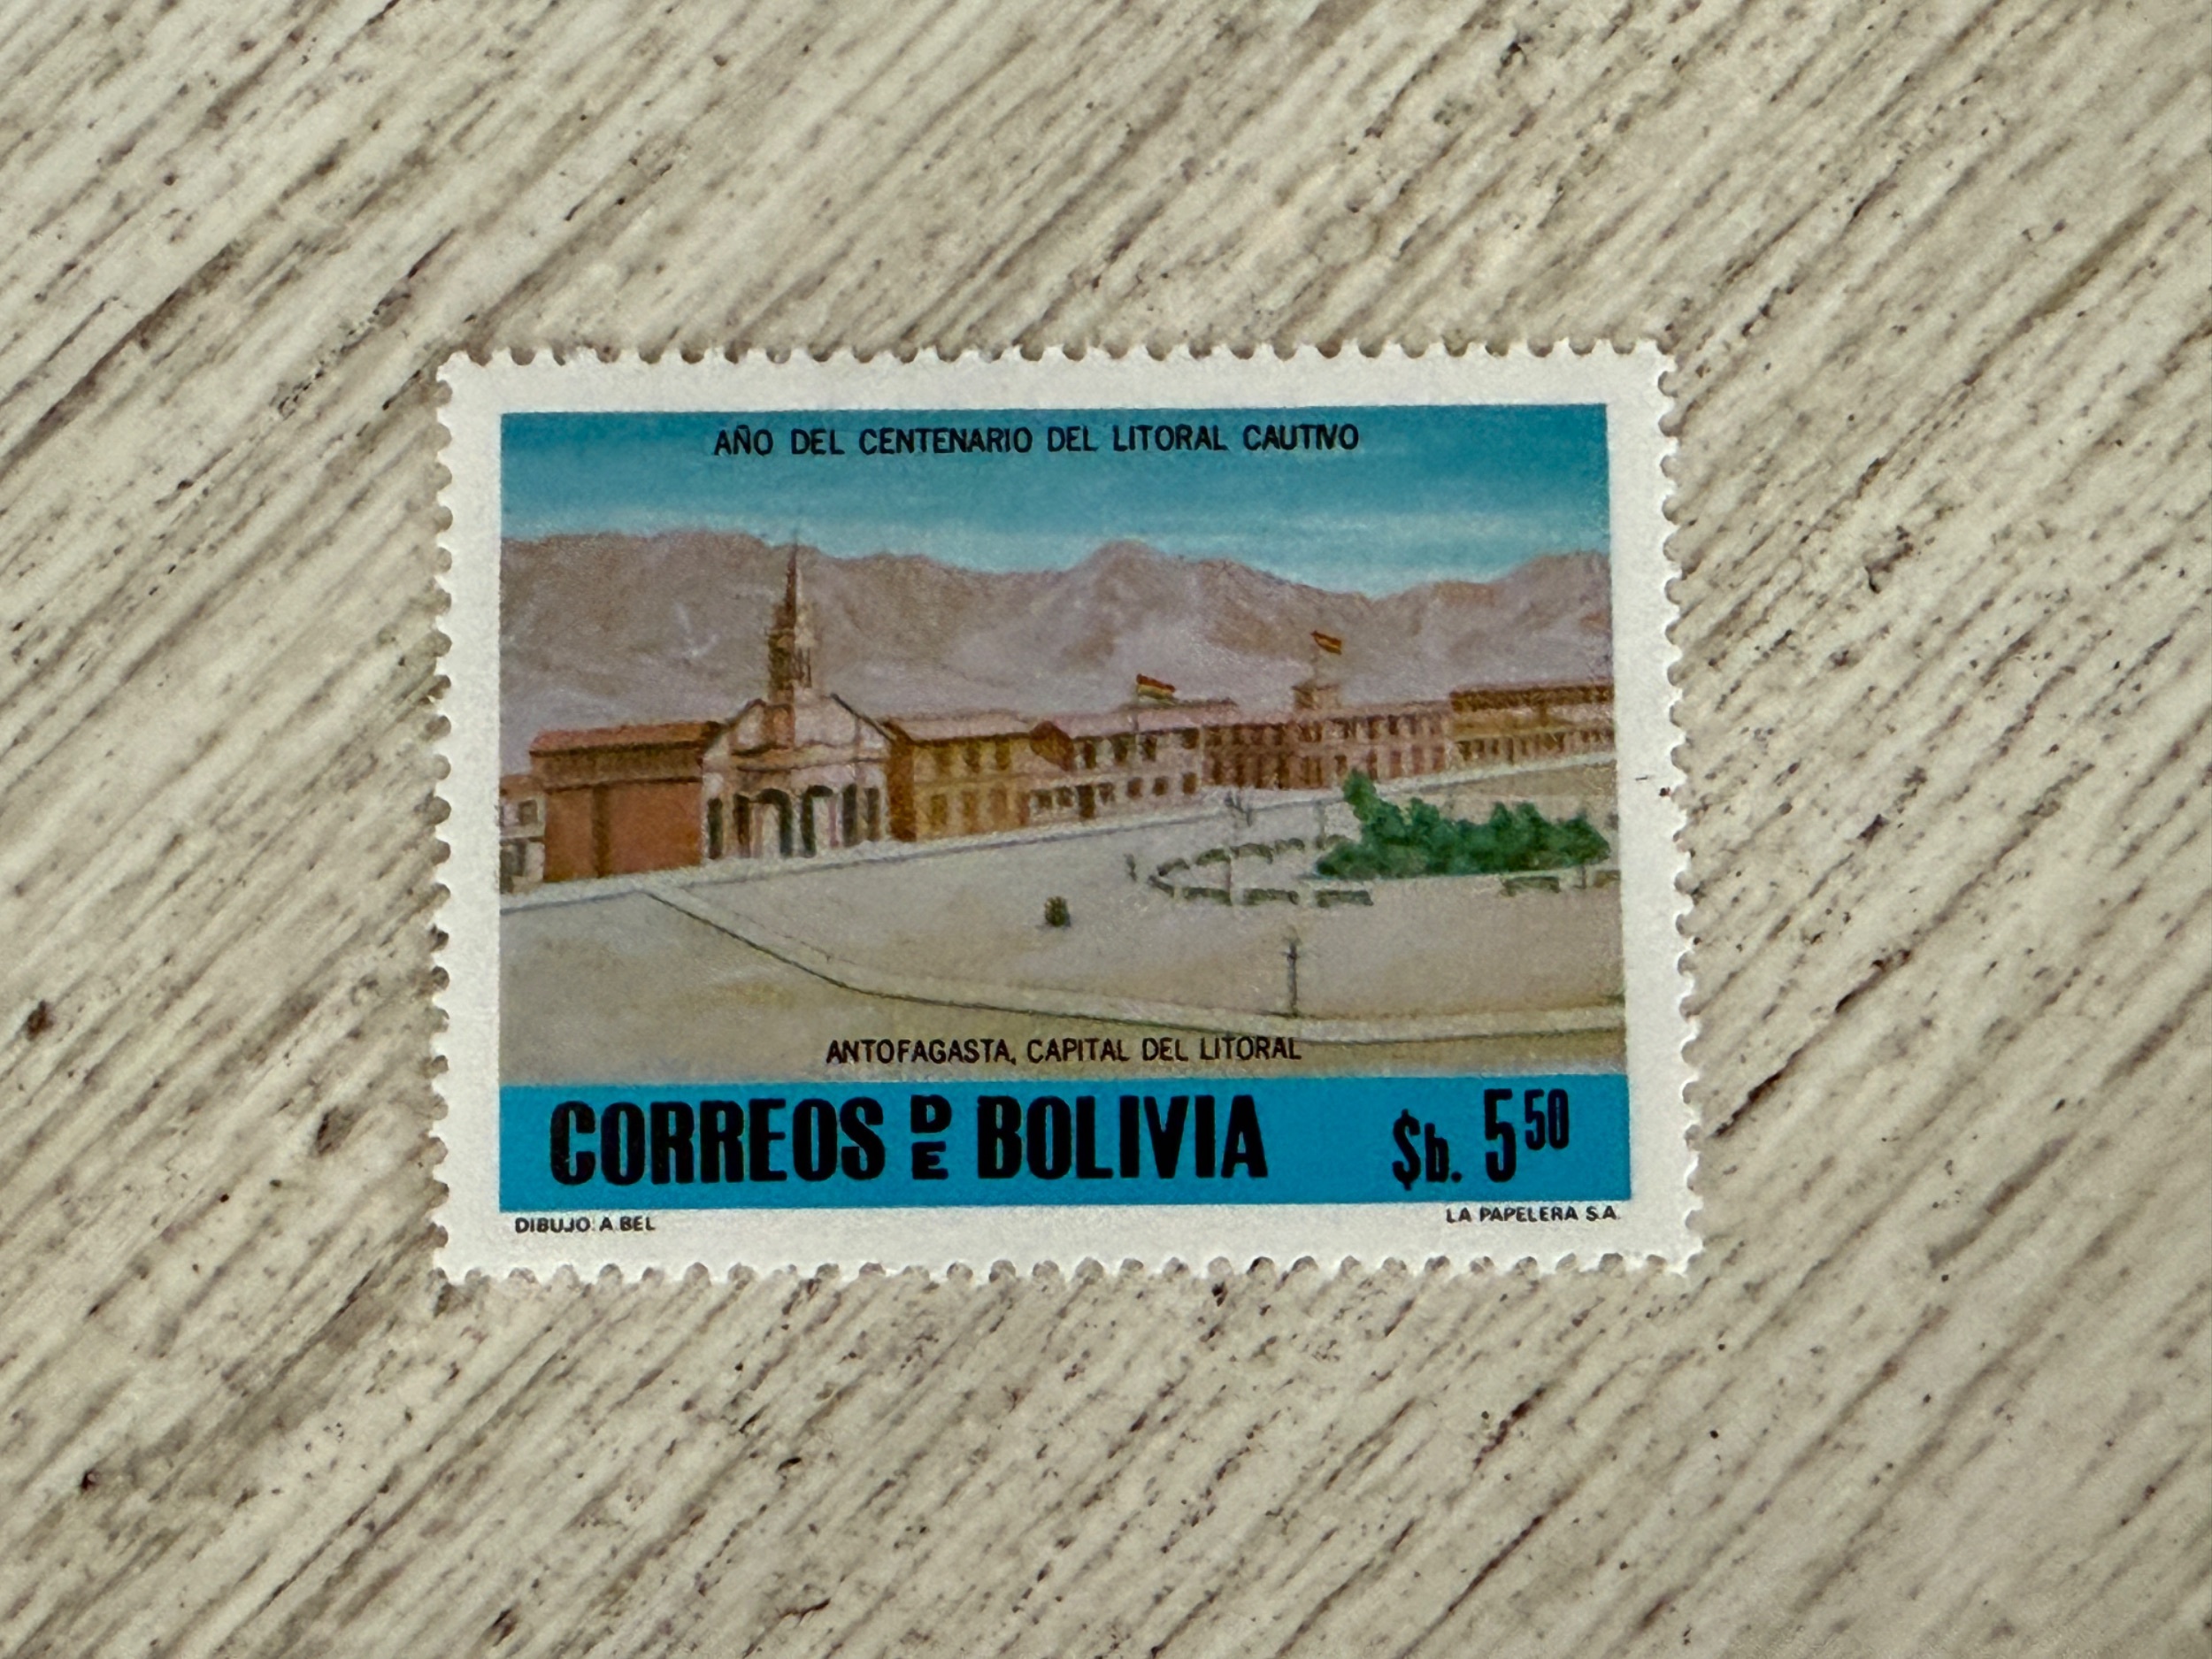 AÑO DEL CENTENARIO DEL LITORAL CAUTIVO
ANTOFAGASTA, CAPITAL DEL LITORAL
CORREOS DE BOLIVIA $b. 5 50
DIBUJO: A. BEL LA PAPELERA S.A.